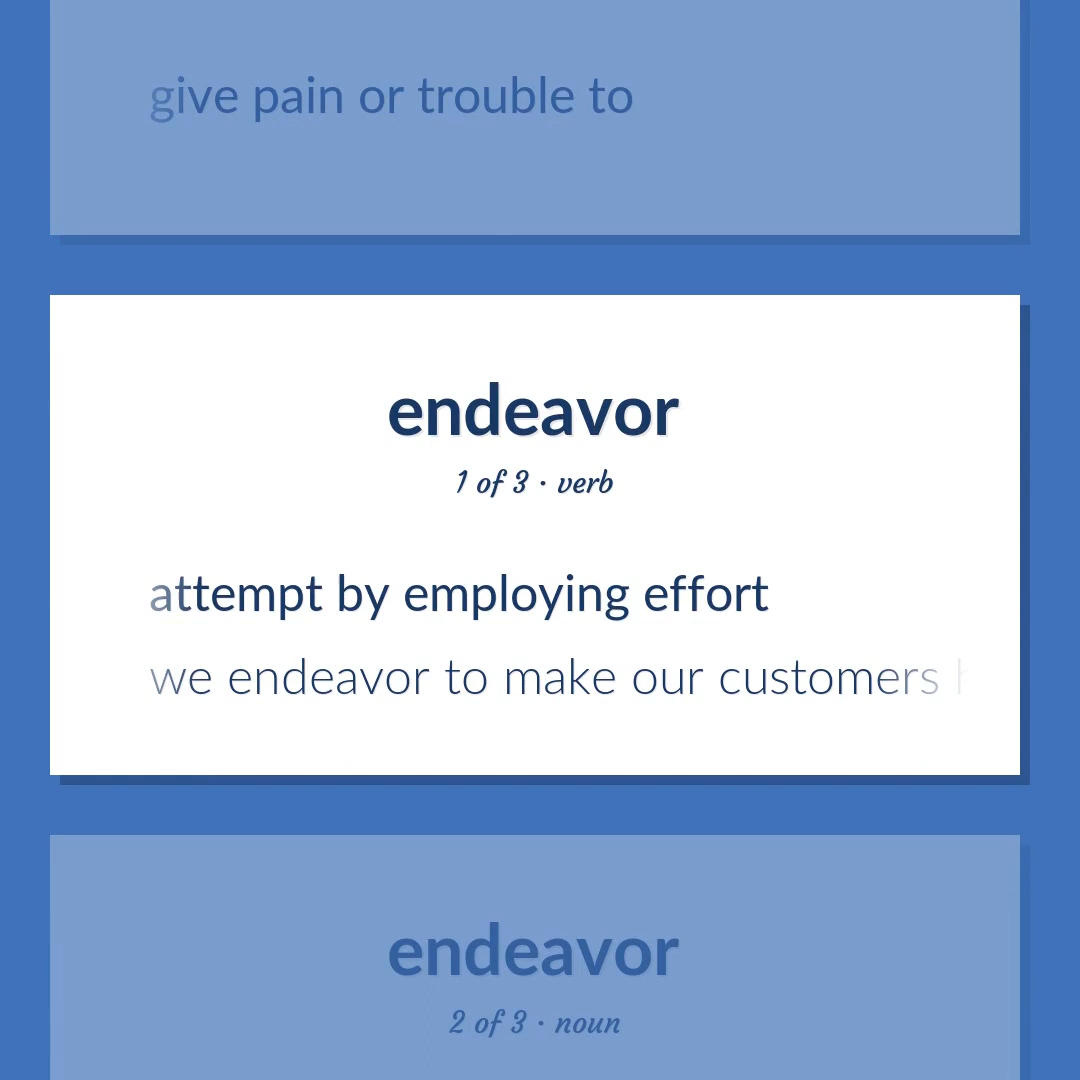 give pain or trouble to
endeavor
1 of 3 · verb
attempt by employing effort
we endeavor to make our customers
endeavor
2 of 3 · noun